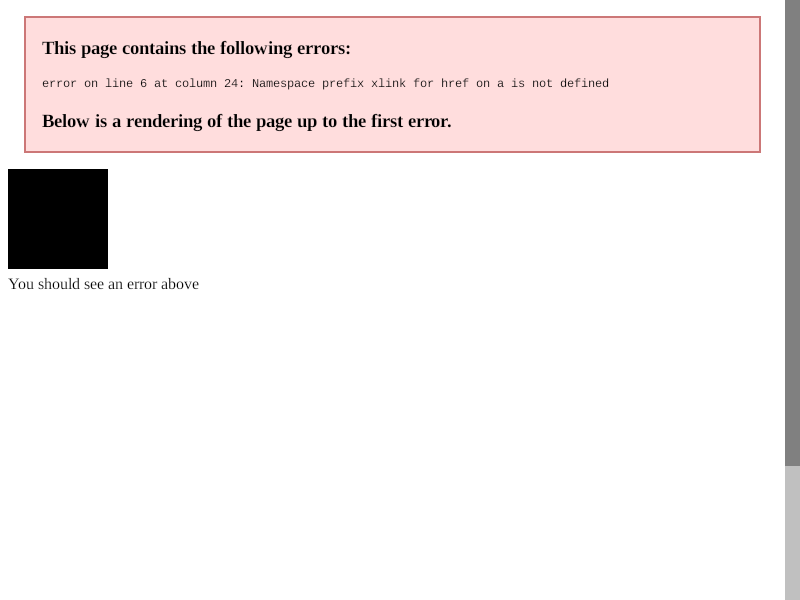 This page contains the following errors:
error on line 6 at column 24: Namespace prefix xlink for href on a is not defined
Below is a rendering of the page up to the first error.
You should see an error above